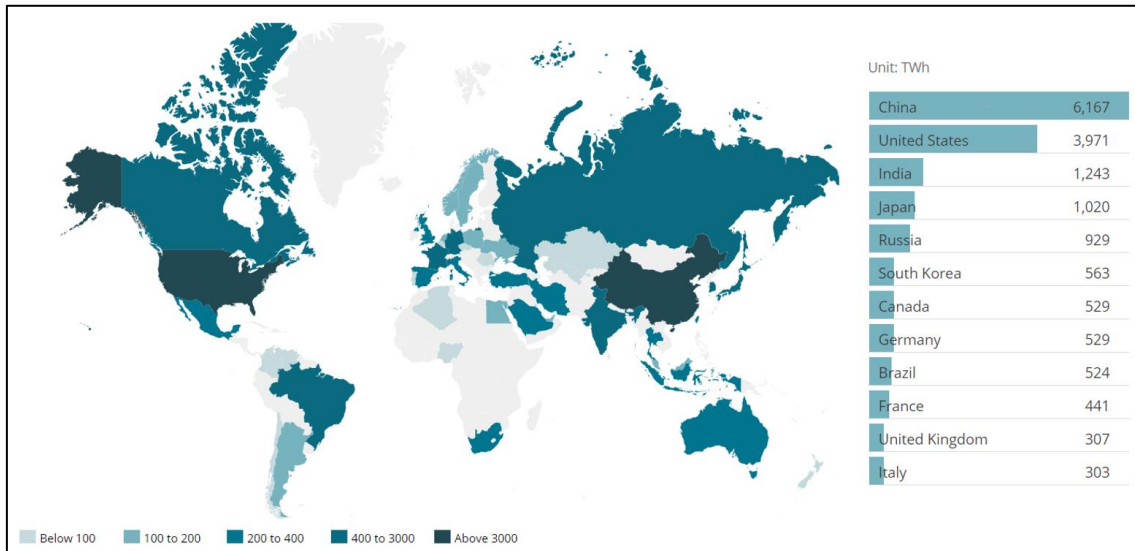 Unit: TWh
China 6,167
United States 3,971
India 1,243
Japan 1,020
Russia 929
South Korea 563
Canada 529
Germany 529
Brazil 524
France 441
United Kingdom 307
Italy 303
Below 100 100 to 200 200 to 400 400 to 3000 Above 3000